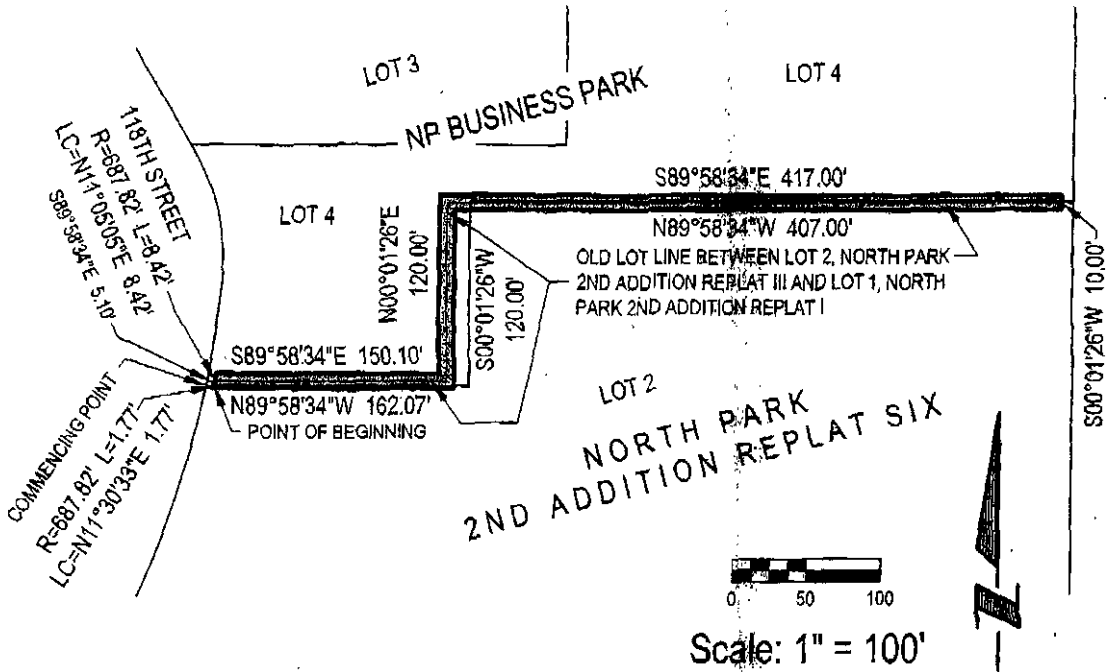 LOT 3
LOT 4
NP BUSINESS PARK
118TH STREET
R=687.82' L=8.42'
LC=N11°05'05"E 8.42'
S89°58'34"E 5.10'
LOT 4
S89°58'34"E 417.00'
N89°58'34"W 407.00'
OLD LOT LINE BETWEEN LOT 2, NORTH PARK
2ND ADDITION REPLAT III AND LOT 1, NORTH
PARK 2ND ADDITION REPLAT I
N00°01'26"E
120.00'
S00°01'26"W
120.00'
S00°01'26"W 10.00'
S89°58'34"E 150.10'
N89°58'34"W 162.07'
POINT OF BEGINNING
COMMENCING POINT
R=687.82' L=1.77'
LC=N11°30'33"E 1.77'
LOT 2
NORTH PARK
2ND ADDITION REPLAT SIX
0 50 100
Scale: 1" = 100'
N